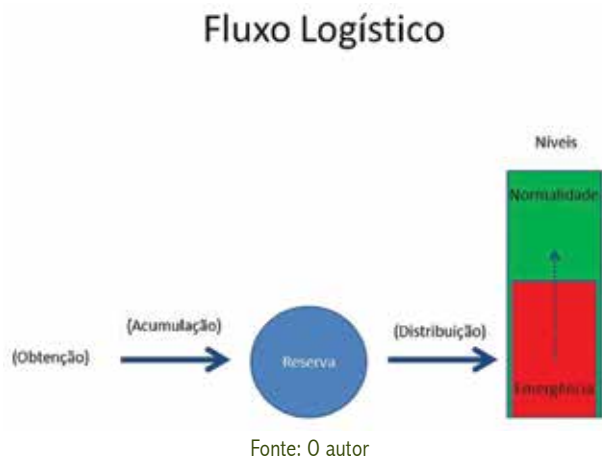 Fluxo Logístico
Níveis
Normalidade
(Acumulação)
(Distribuição)
(Obtenção)
Reserva
Emergência
Fonte: O autor